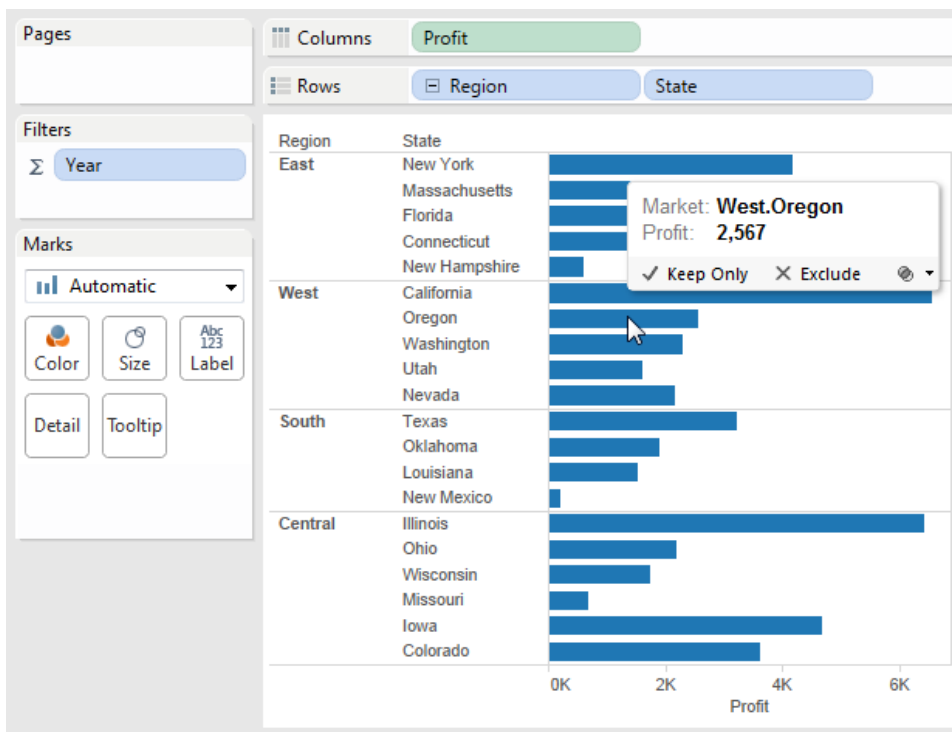 Pages
Columns
Profit
Rows
Region
State
Filters
Σ Year
Marks
Automatic
Color
Size
Abc
123
Label
Detail
Tooltip
Region State
East New York
Massachusetts
Florida
Connecticut
New Hampshire
West California
Oregon
Washington
Utah
Nevada
South Texas
Oklahoma
Louisiana
New Mexico
Central Illinois
Ohio
Wisconsin
Missouri
Iowa
Colorado
Market: West.Oregon
Profit: 2,567
Keep Only Exclude
0K 2K 4K 6K
Profit